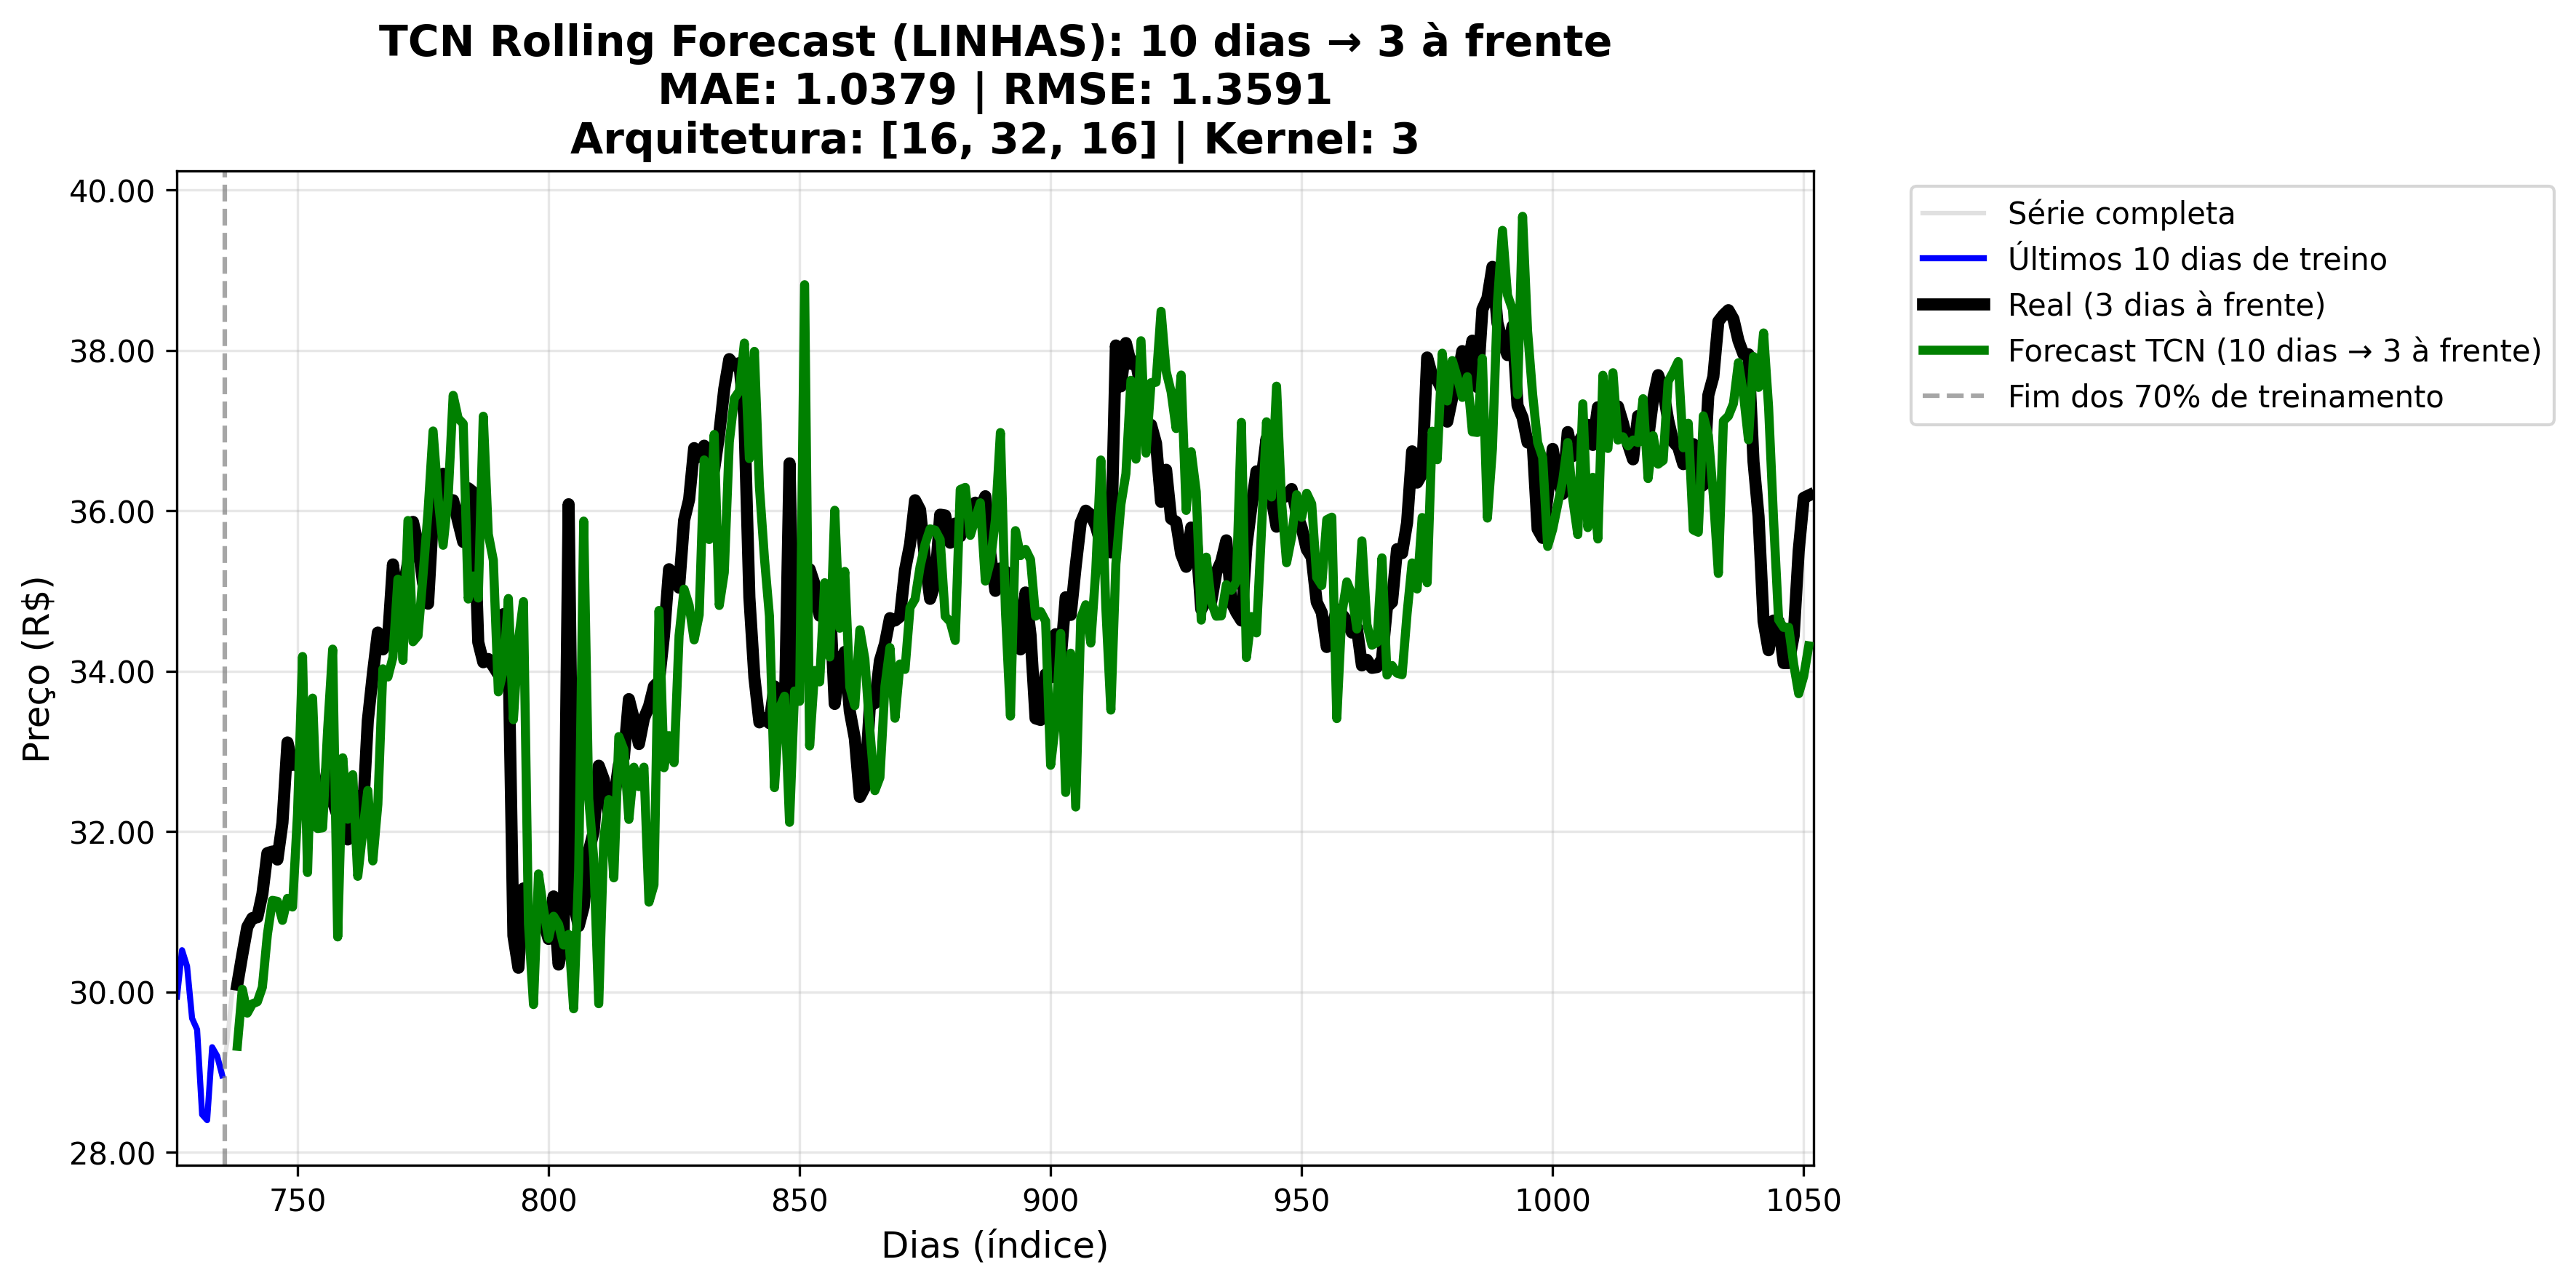 TCN Rolling Forecast (LINHAS): 10 dias → 3 à frente
MAE: 1.0379 | RMSE: 1.3591
Arquitetura: [16, 32, 16] | Kernel: 3
40.00
38.00
36.00
34.00
32.00
30.00
28.00
Preço (R$)
750
800
850
900
950
1000
1050
Dias (índice)
Série completa
Últimos 10 dias de treino
Real (3 dias à frente)
Forecast TCN (10 dias → 3 à frente)
Fim dos 70% de treinamento